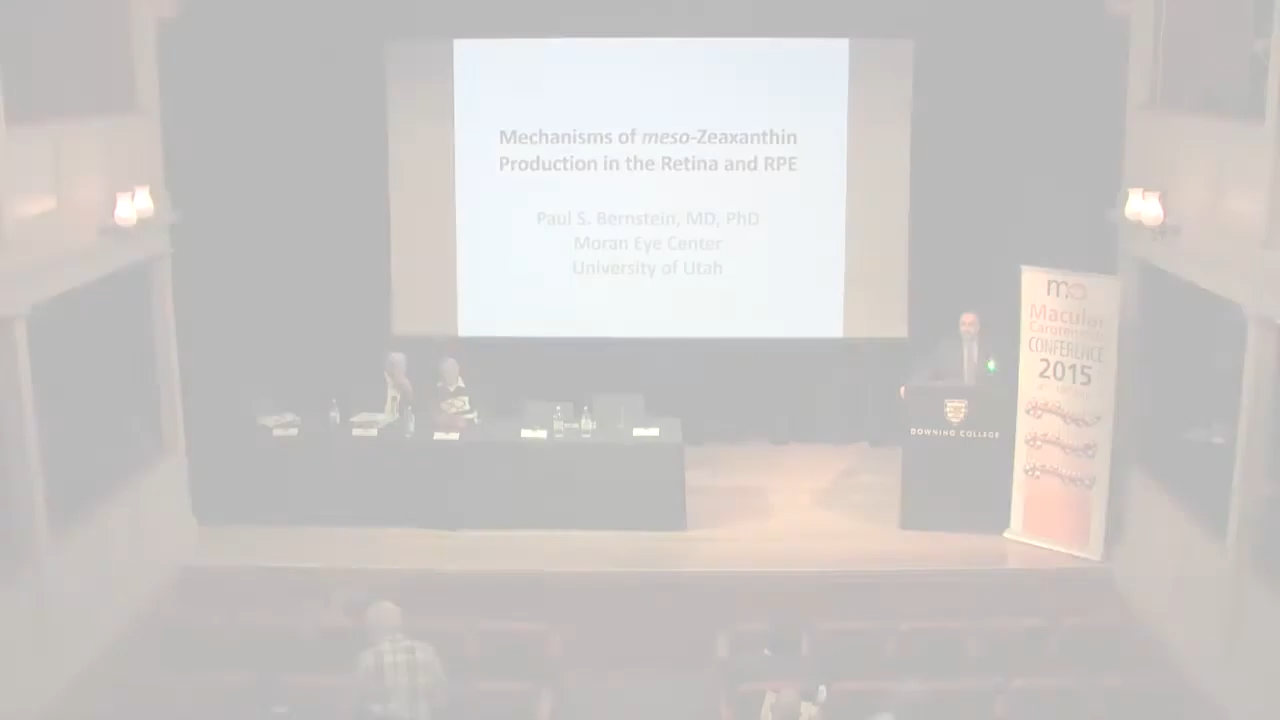 Mechanisms of meso-Zeaxanthin
Production in the Retina and RPE
Paul S. Bernstein, MD, PhD
Moran Eye Center
University of Utah
Macular
Carotenoids
CONFERENCE
2015
DOWNING COLLEGE